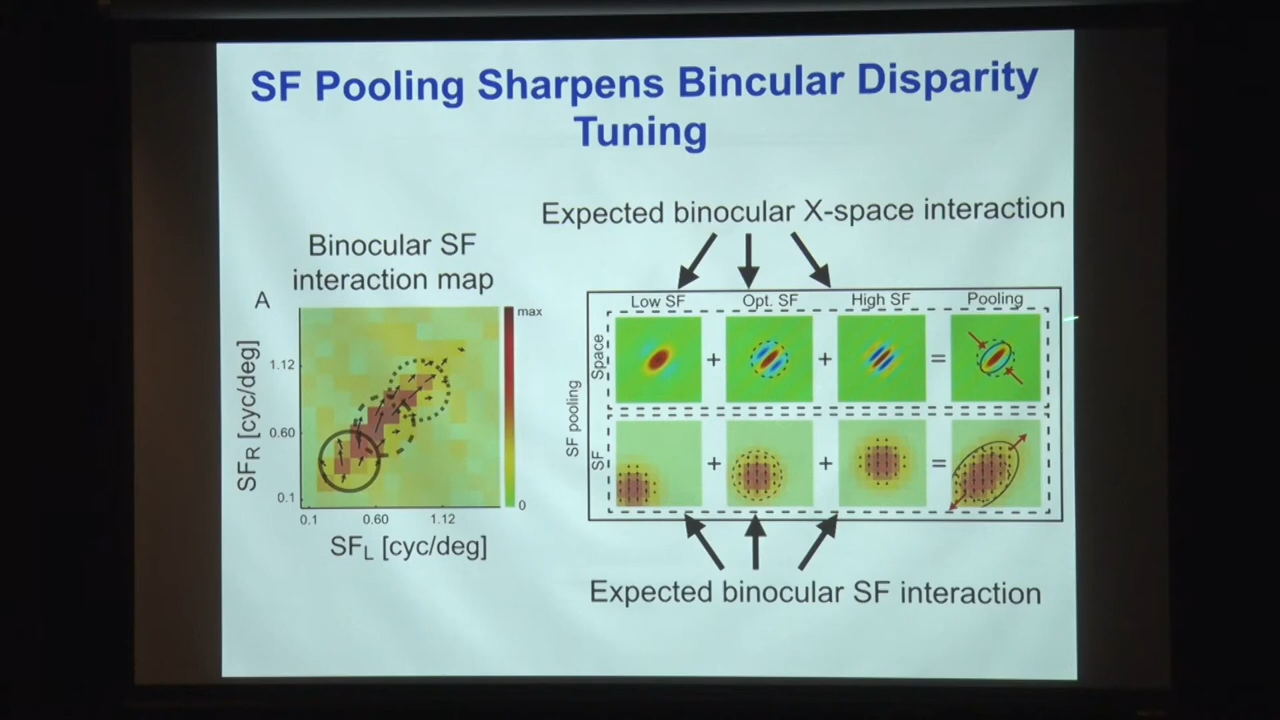 SF Pooling Sharpens Bincular Disparity
Tuning
Expected binocular X-space interaction
Binocular SF
interaction map
A
max
0
1.12
0.60
0.1
SFR [cyc/deg]
0.1 0.60 1.12
SFL [cyc/deg]
Low SF Opt. SF High SF Pooling
SF pooling
Space
+ + =
SF
+ + =
Expected binocular SF interaction